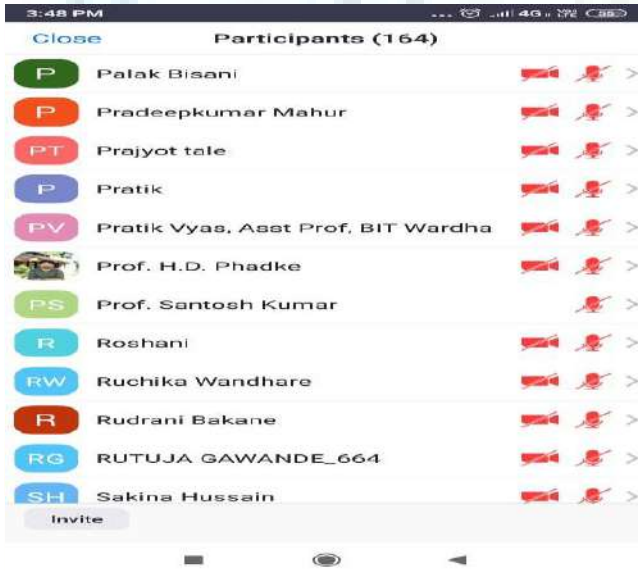 3:48 PM ... 4G
Close Participants (164)
P Palak Bisani
P Pradeepkumar Mahur
PT Prajyot tale
P Pratik
PV Pratik Vyas, Asst Prof, BIT Wardha
Prof. H.D. Phadke
PS Prof. Santosh Kumar
R Roshani
RW Ruchika Wandhare
R Rudrani Bakane
RG RUTUJA GAWANDE_664
SH Sakina Hussain
Invite